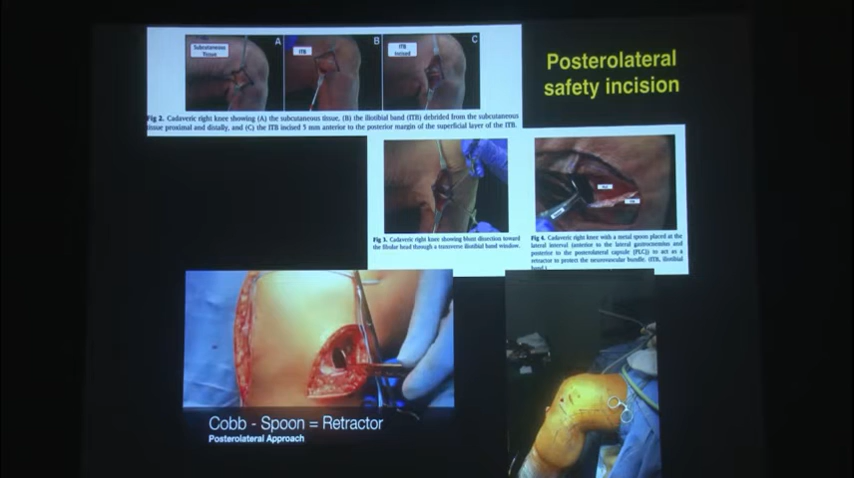 Posterolateral
safety incision
Subcutaneous
Tissue
A
ITB
B
ITB
Incised
C
Fig 2. Cadaveric right knee showing (A) the subcutaneous tissue, (B) the iliotibial band (ITB) debrided from the subcutaneous
tissue proximal and distally, and (C) the ITB incised 5 mm anterior to the posterior margin of the superficial layer of the ITB.
Fig 3. Cadaveric right knee showing blunt dissection toward
the fibular head through a transverse iliotibial band window.
Fig 4. Cadaveric right knee with a metal spoon placed at the
lateral interval (anterior to the lateral gastrocnemius and
posterior to the posterolateral capsule [PLC]) to act as a
retractor to protect the neurovascular bundle. (ITB, iliotibial
band.)
Cobb - Spoon = Retractor
Posterolateral Approach